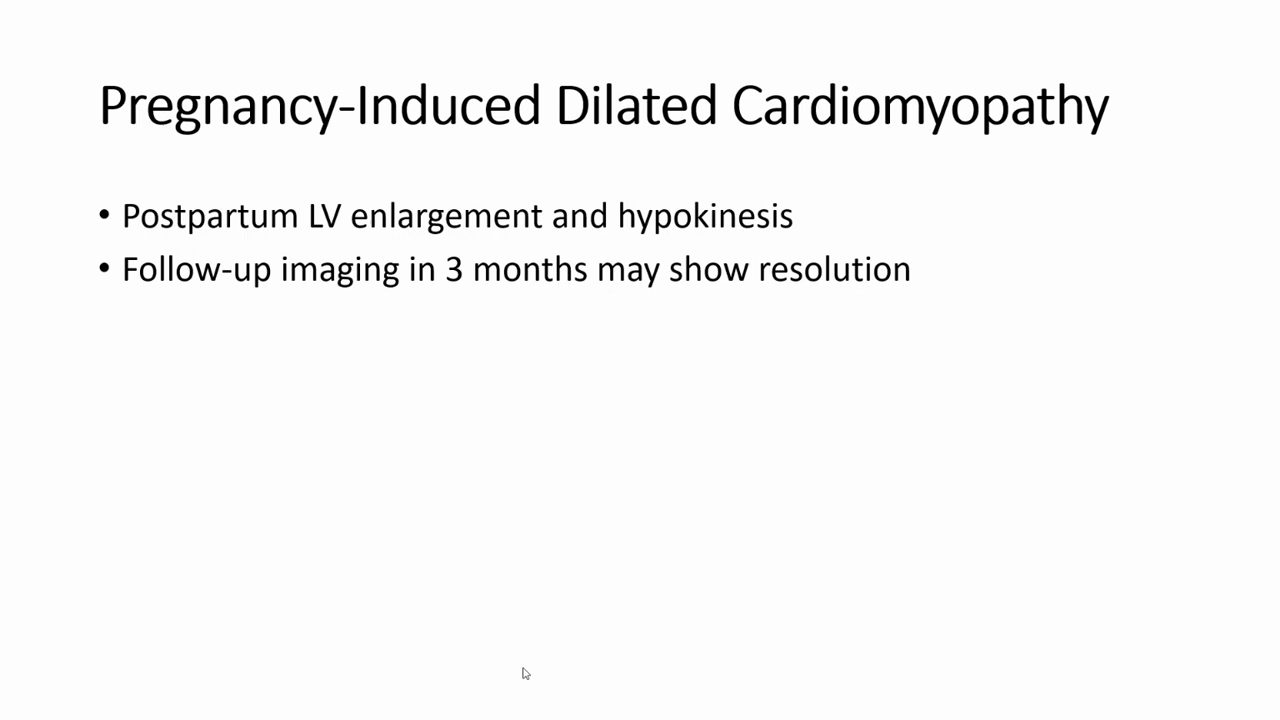 Pregnancy-Induced Dilated Cardiomyopathy
• Postpartum LV enlargement and hypokinesis
• Follow-up imaging in 3 months may show resolution